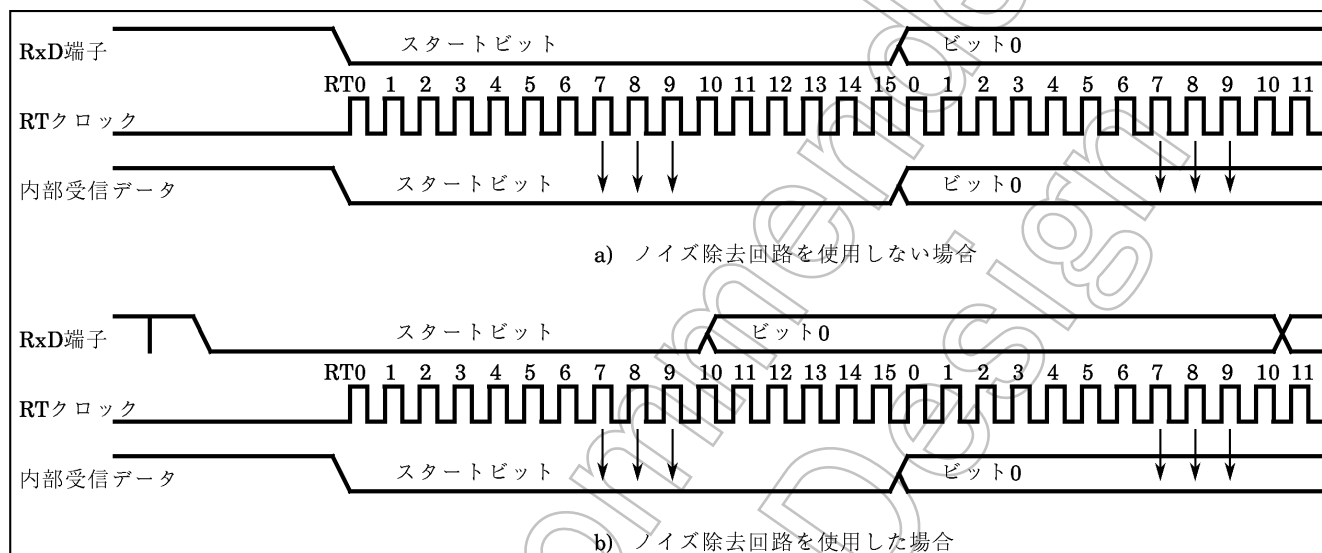 RxD端子 スタートビット ビット0
RT0 1 2 3 4 5 6 7 8 9 10 11 12 13 14 15 0 1 2 3 4 5 6 7 8 9 10 11
RTクロック
内部受信データ スタートビット ビット0
a) ノイズ除去回路を使用しない場合
RxD端子 スタートビット ビット0
RT0 1 2 3 4 5 6 7 8 9 10 11 12 13 14 15 0 1 2 3 4 5 6 7 8 9 10 11
RTクロック
内部受信データ スタートビット ビット0
b) ノイズ除去回路を使用した場合
Design